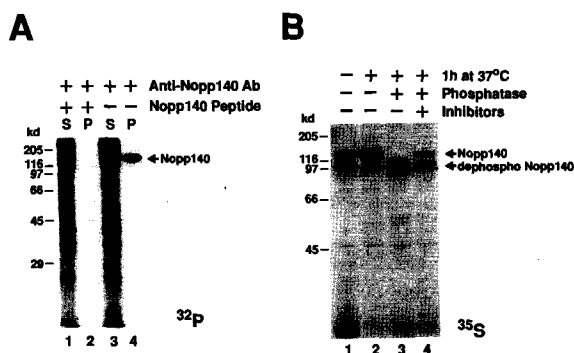 A
+ + + + Anti-Nopp140 Ab
+ + − − Nopp140 Peptide
kd S P S P
205
116
97
66
45
29
Nopp140
32P
1 2 3 4
B
− + + + 1h at 37°C
− − + + Phosphatase
− − − + Inhibitors
kd
205
116
97
66
45
Nopp140
dephospho Nopp140
35S
1 2 3 4